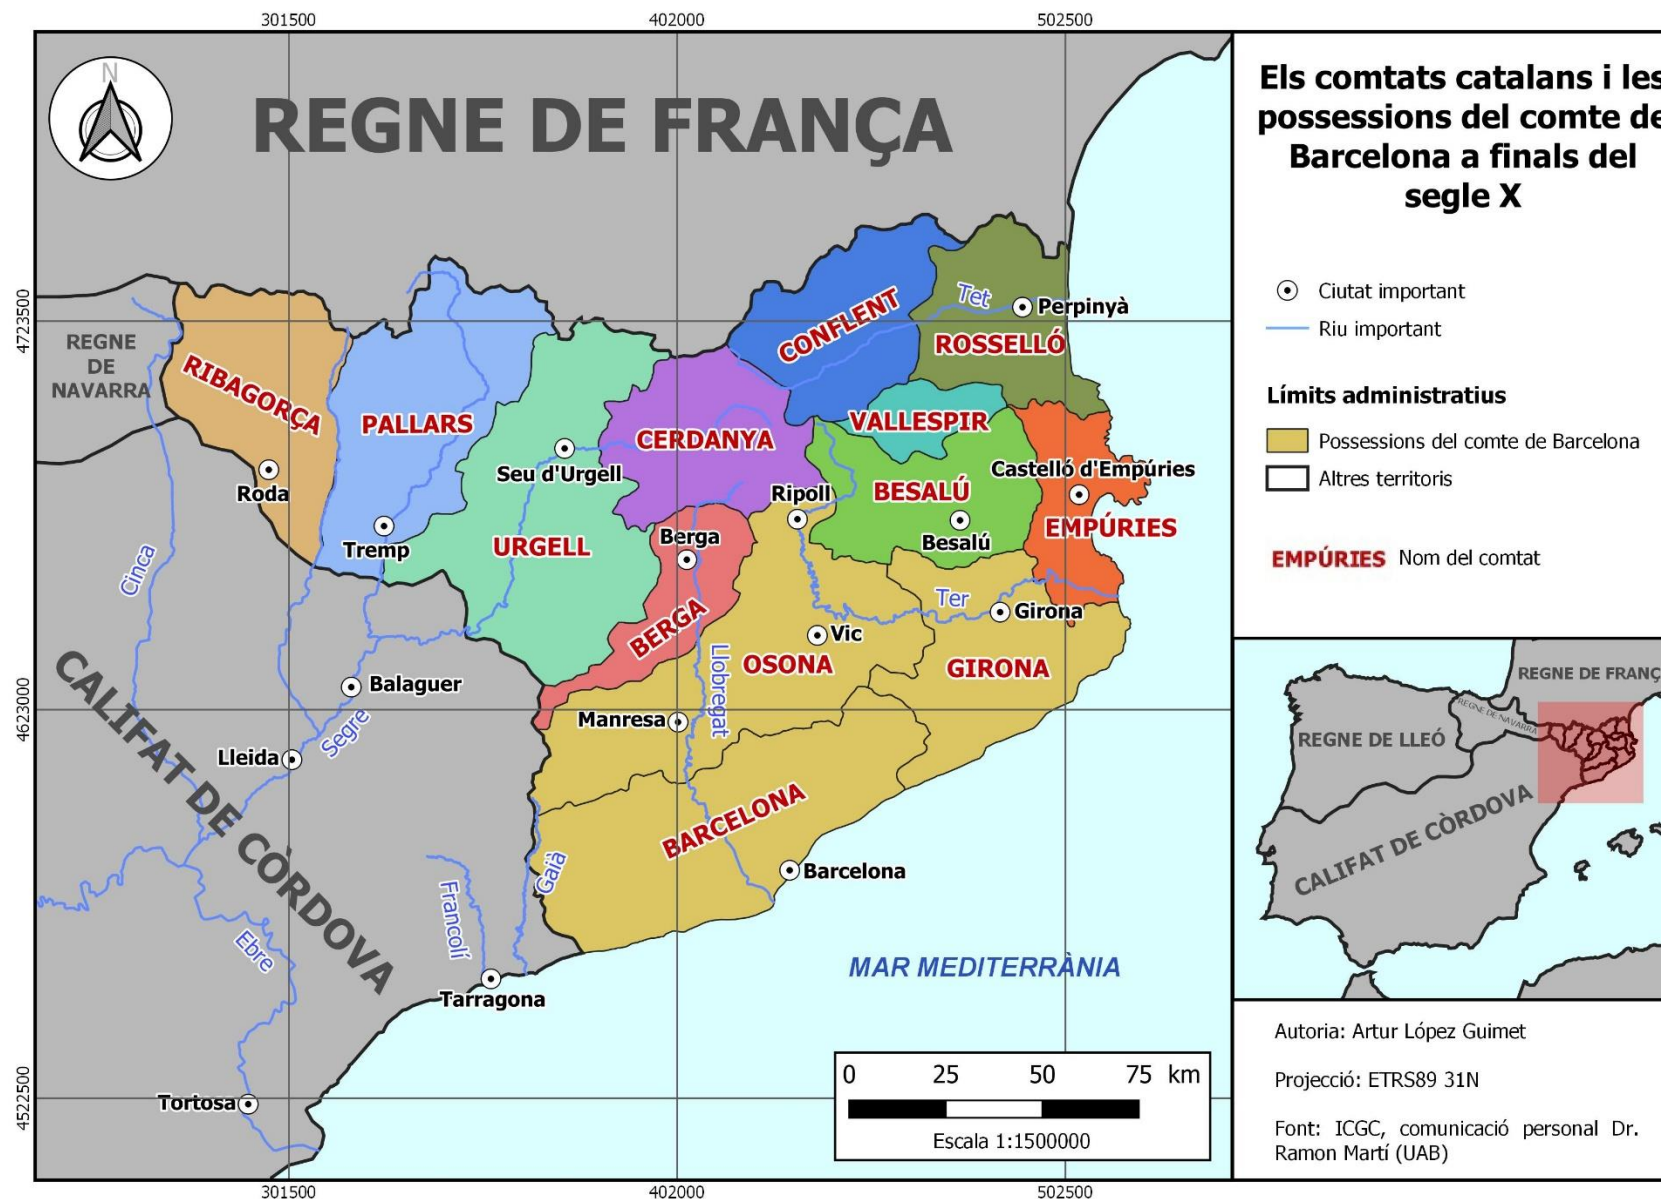 301500
402000
502500
N
REGNE DE FRANÇA
4723500
4623000
4522500
REGNE
DE
NAVARRA
RIBAGORÇA
PALLARS
URGELL
CERDANYA
CONFLENT
ROSSELLÓ
VALLESPIR
BESALÚ
EMPÚRIES
BERGA
OSONA
GIRONA
BARCELONA
Tet
Perpinyà
Seu d'Urgell
Castelló d'Empúries
Ripoll
Roda
Tremp
Berga
Besalú
Cinca
Ter
Girona
Vic
Llobregat
Balaguer
Manresa
Segre
Lleida
CALIFAT DE CÒRDOVA
Barcelona
Gaià
Francolí
Ebre
Tarragona
Tortosa
MAR MEDITERRÀNIA
0 25 50 75 km
Escala 1:1500000
301500
402000
502500
Els comtats catalans i les
possessions del comte de
Barcelona a finals del
segle X
Ciutat important
Riu important
Límits administratius
Possessions del comte de Barcelona
Altres territoris
EMPÚRIES Nom del comtat
REGNE DE FRANÇ
REGNE DE NAVARRA
REGNE DE LLEÓ
CALIFAT DE CÒRDOVA
Autoria: Artur López Guimet
Projecció: ETRS89 31N
Font: ICGC, comunicació personal Dr.
Ramon Martí (UAB)